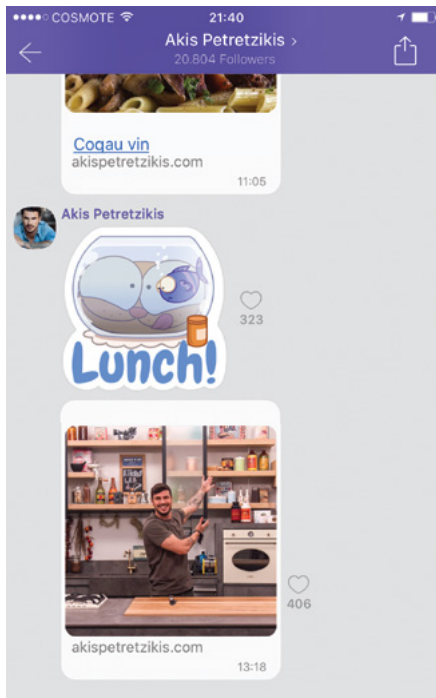 COSMOTE
21:40
Akis Petretzikis >
20.804 Followers
Coqau vin
akispetretzikis.com
11:05
Akis Petretzikis
323
Lunch!
406
akispetretzikis.com
13:18